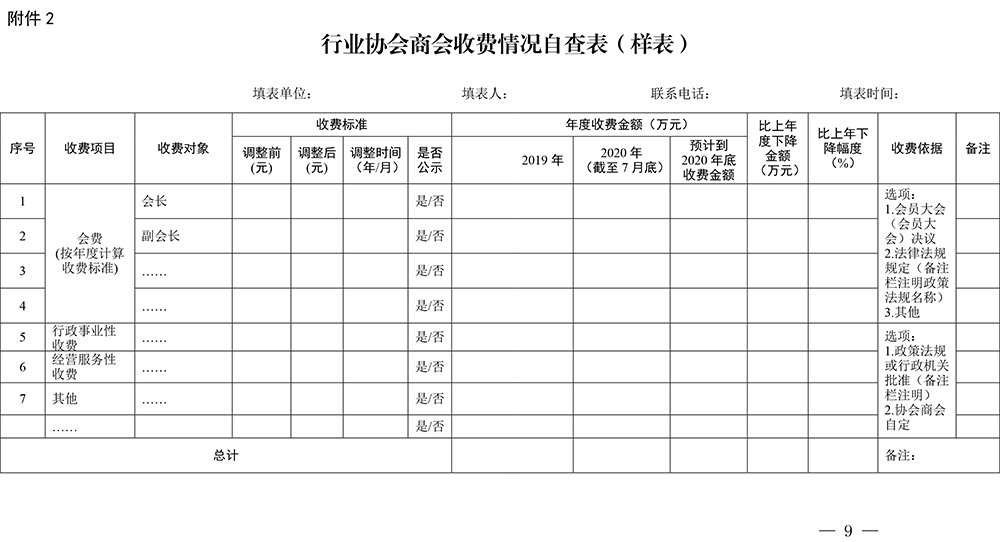 附件 2
行业协会商会收费情况自查表（样表）
填表单位： 填表人： 联系电话： 填表时间：
序号 收费项目 收费对象 收费标准 年度收费金额（万元） 比上年度下降金额（万元） 比上年下降幅度（%） 收费依据 备注
调整前(元) 调整后(元) 调整时间（年/月） 是否公示 2019 年 2020 年（截至 7 月底） 预计到2020 年底收费金额
1 会费(按年度计算收费标准) 会长 是/否
选项：
1.会员大会
（会员大
会）决议
2.法律法规
规定（备注
栏注明政策
法规名称）
3.其他
2 副会长 是/否
3 …… 是/否
4 …… 是/否
5 行政事业性收费 …… 是/否
选项：
1.政策法规
或行政机关
批准（备注
栏注明）
2.协会商会
自定
6 经营服务性收费 …… 是/否
7 其他 …… 是/否
…… 是/否
总计 备注：
— 9 —